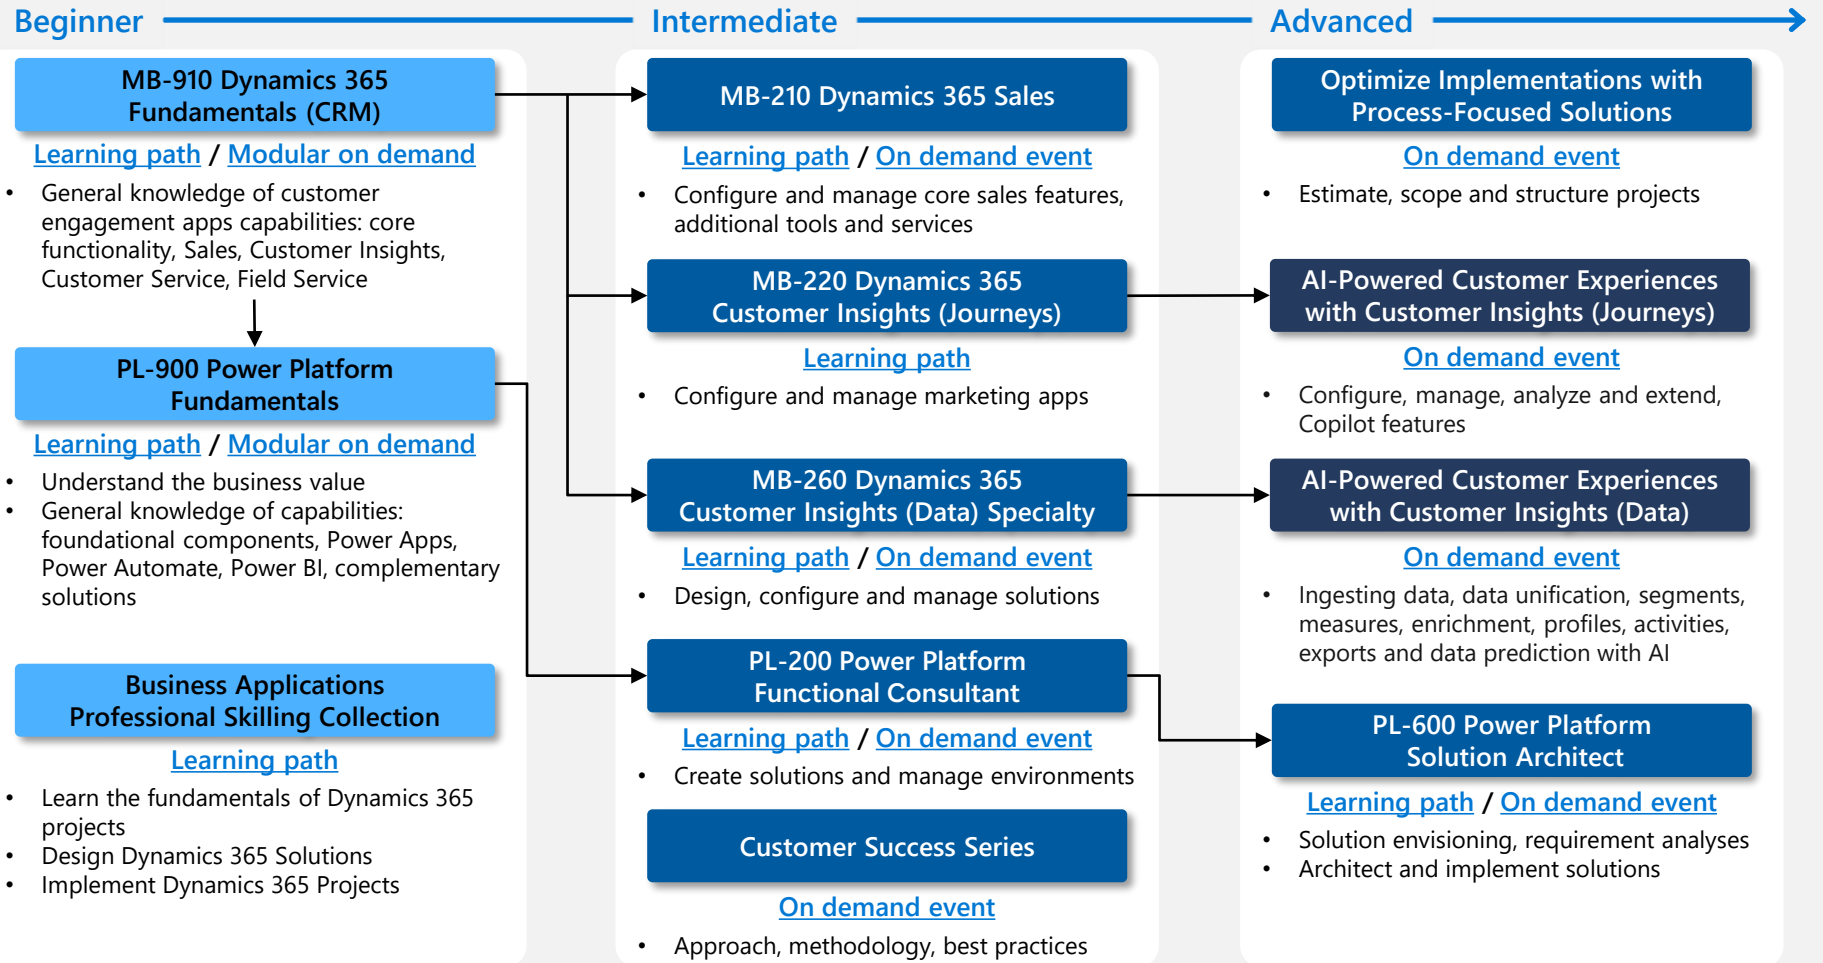 Beginner
Intermediate
Advanced
MB-910 Dynamics 365
Fundamentals (CRM)
Learning path / Modular on demand
• General knowledge of customer
engagement apps capabilities: core
functionality, Sales, Customer Insights,
Customer Service, Field Service
PL-900 Power Platform
Fundamentals
Learning path / Modular on demand
• Understand the business value
• General knowledge of capabilities:
foundational components, Power Apps,
Power Automate, Power BI, complementary
solutions
Business Applications
Professional Skilling Collection
Learning path
• Learn the fundamentals of Dynamics 365
projects
• Design Dynamics 365 Solutions
• Implement Dynamics 365 Projects
MB-210 Dynamics 365 Sales
Learning path / On demand event
• Configure and manage core sales features,
additional tools and services
MB-220 Dynamics 365
Customer Insights (Journeys)
Learning path
• Configure and manage marketing apps
MB-260 Dynamics 365
Customer Insights (Data) Specialty
Learning path / On demand event
• Design, configure and manage solutions
PL-200 Power Platform
Functional Consultant
Learning path / On demand event
• Create solutions and manage environments
Customer Success Series
On demand event
• Approach, methodology, best practices
Optimize Implementations with
Process-Focused Solutions
On demand event
• Estimate, scope and structure projects
AI-Powered Customer Experiences
with Customer Insights (Journeys)
On demand event
• Configure, manage, analyze and extend,
Copilot features
AI-Powered Customer Experiences
with Customer Insights (Data)
On demand event
• Ingesting data, data unification, segments,
measures, enrichment, profiles, activities,
exports and data prediction with AI
PL-600 Power Platform
Solution Architect
Learning path / On demand event
• Solution envisioning, requirement analyses
• Architect and implement solutions